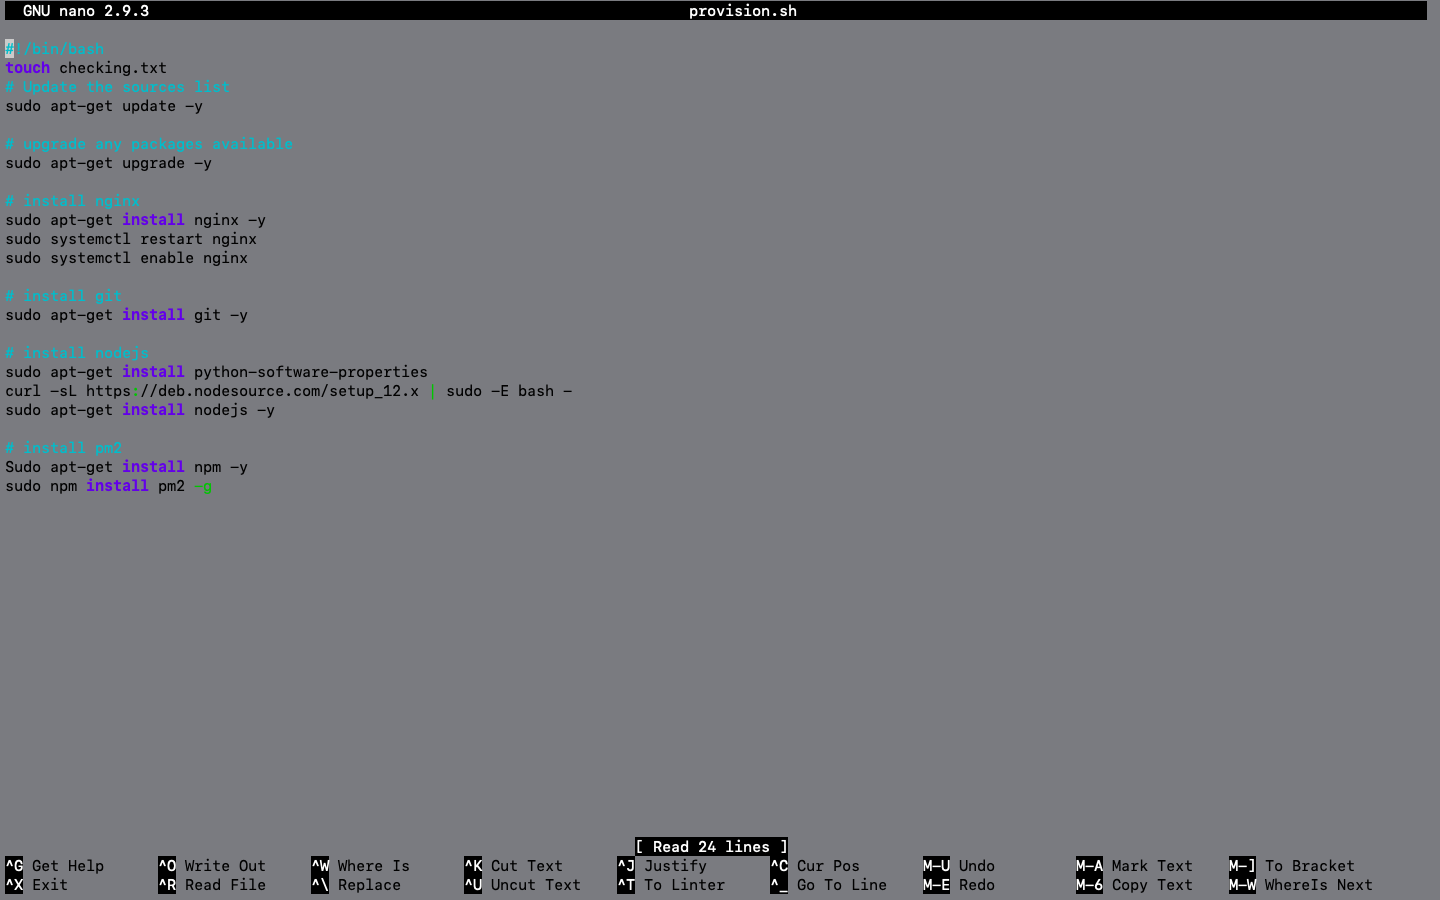 GNU nano 2.9.3 provision.sh
#!/bin/bash
touch checking.txt
# Update the sources list
sudo apt-get update -y
# upgrade any packages available
sudo apt-get upgrade -y
# install nginx
sudo apt-get install nginx -y
sudo systemctl restart nginx
sudo systemctl enable nginx
# install git
sudo apt-get install git -y
# install nodejs
sudo apt-get install python-software-properties
curl -sL https://deb.nodesource.com/setup_12.x | sudo -E bash -
sudo apt-get install nodejs -y
# install pm2
Sudo apt-get install npm -y
sudo npm install pm2 -g
[ Read 24 lines ]
^G Get Help ^O Write Out ^W Where Is ^K Cut Text ^J Justify ^C Cur Pos M-U Undo M-A Mark Text M-] To Bracket
^X Exit ^R Read File ^\ Replace ^U Uncut Text ^T To Linter ^_ Go To Line M-E Redo M-6 Copy Text M-W WhereIs Next